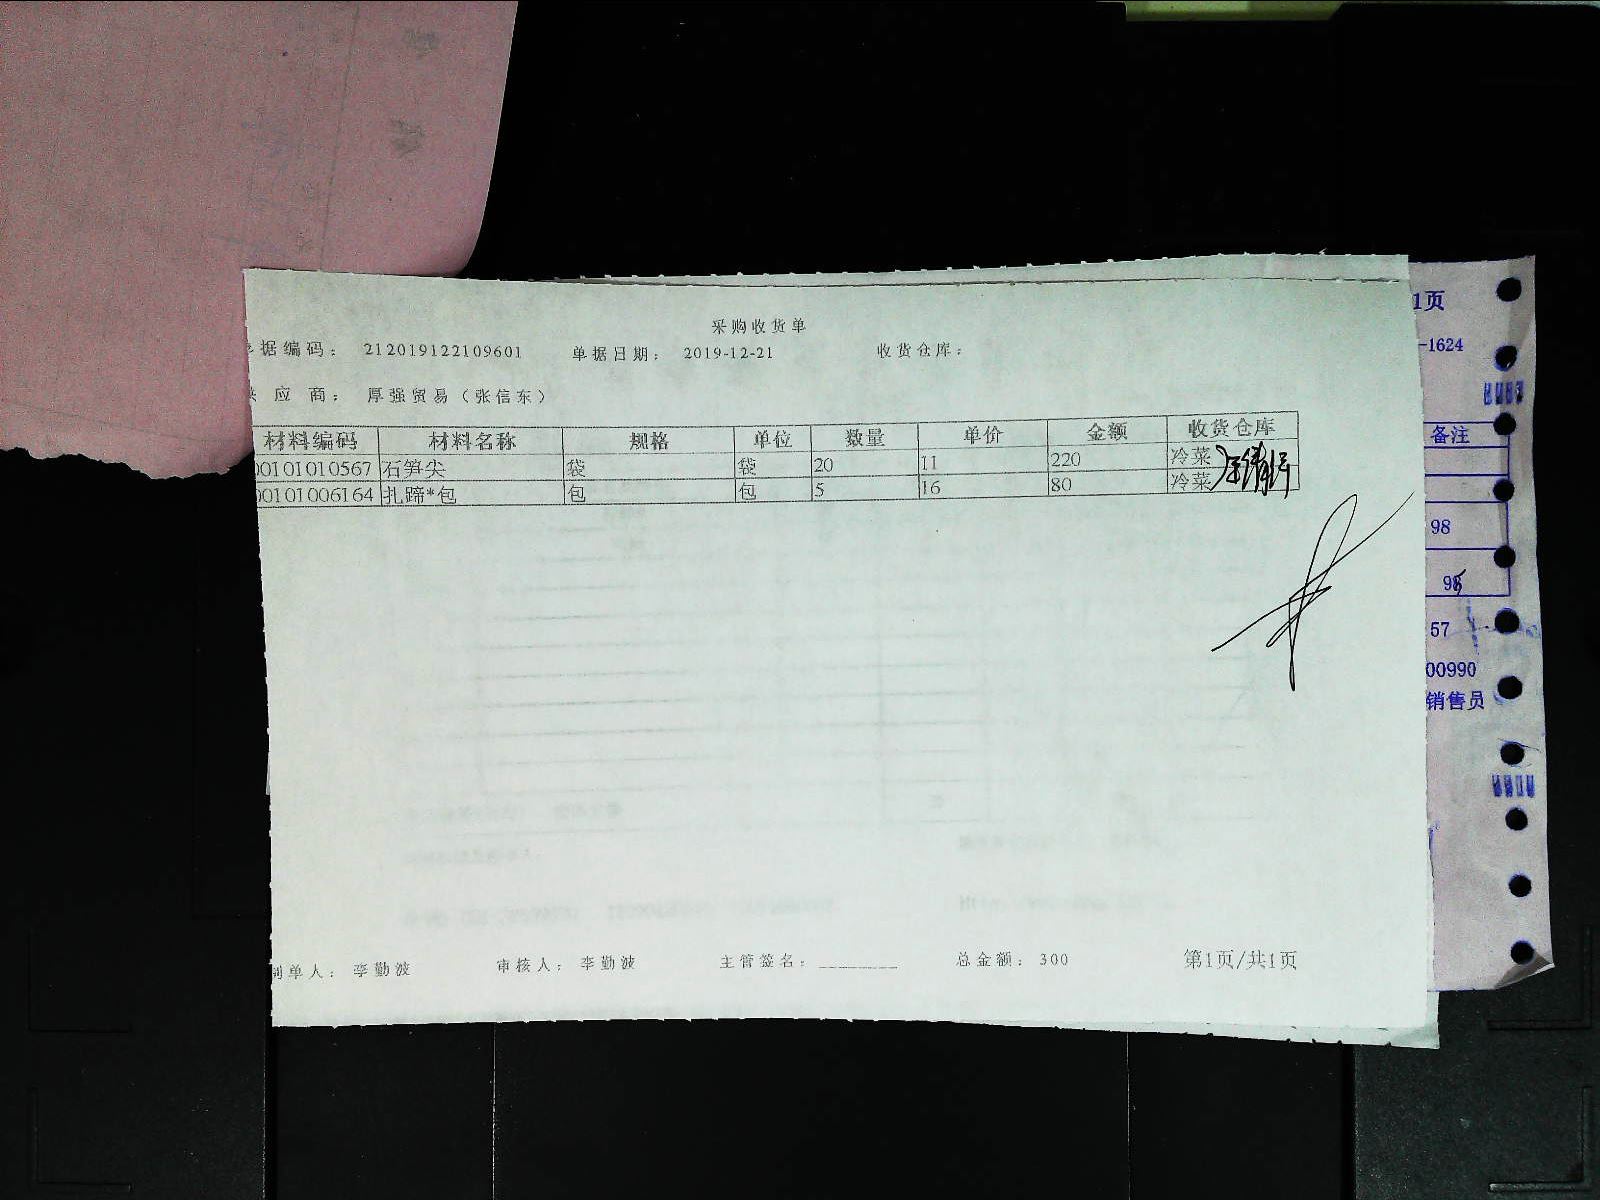 采购收货单
据编码：212019122109601 单据日期：2019-12-21 收货仓库：
应商：厚强贸易（张信东）
材料编码 材料名称 规格 单位 数量 单价 金额 收货仓库
00101010567 石笋尖 袋 袋 20 11 220 冷菜
00101006164 扎蹄*包 包 包 5 16 80 冷菜
制单人：李勤波 审核人：李勤波 主管签名：________ 总金额：300 第1页/共1页
1页
-1624
备注
98
98
57
00990
销售员